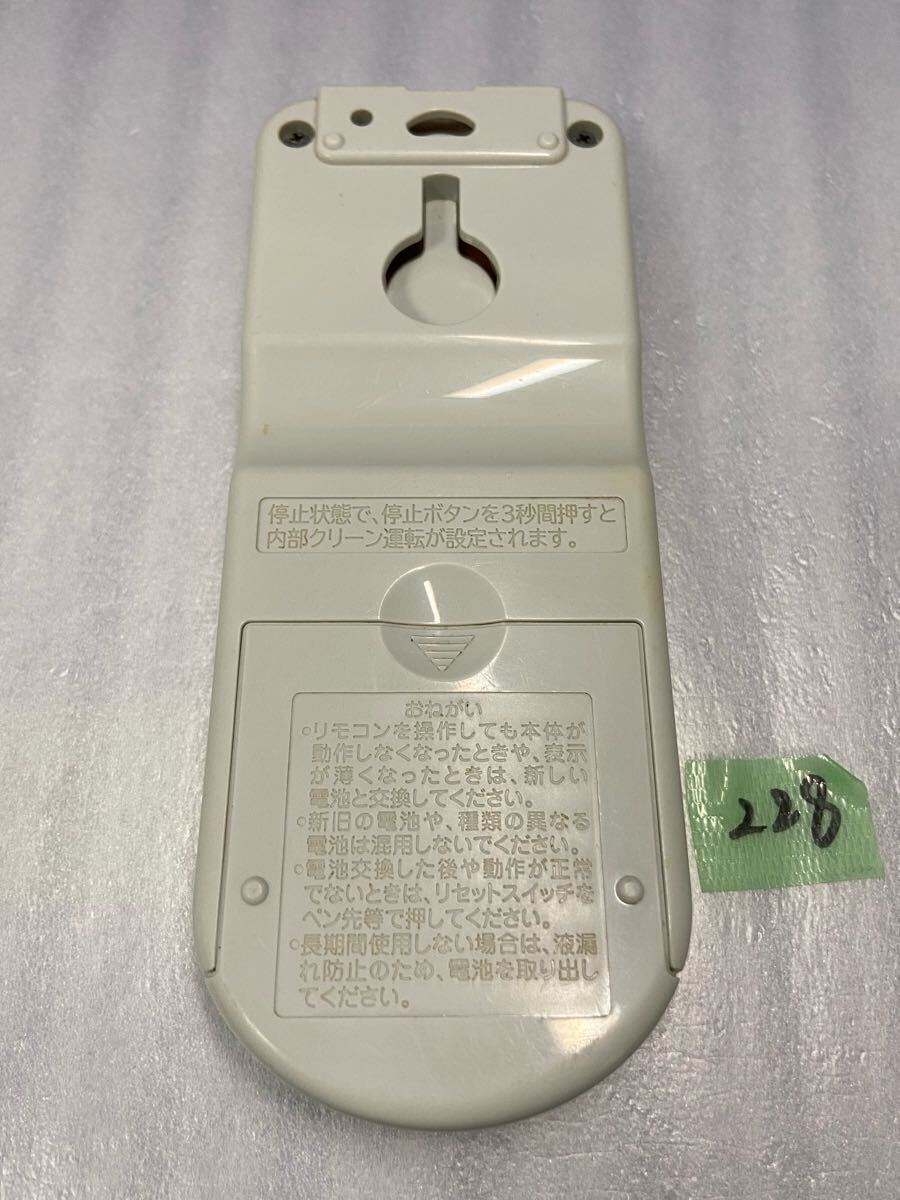 停止状態で、停止ボタンを3秒間押すと
内部クリーン運転が設定されます。
おねがい
•リモコンを操作しても本体が
動作しなくなったときや、表示
が薄くなったときは、新しい
電池と交換してください。
•新旧の電池や、種類の異なる
電池は混用しないでください。
•電池交換した後や動作が正常
でないときは、リセットスイッチを
ペン先等で押してください。
•長期間使用しない場合は、液漏
れ防止のため、電池を取り出し
てください。
228